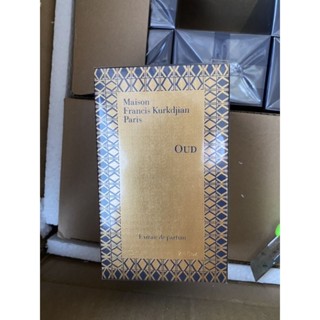 Maison
Francis Kurkdjian
Paris
OUD
Extrait de parfum